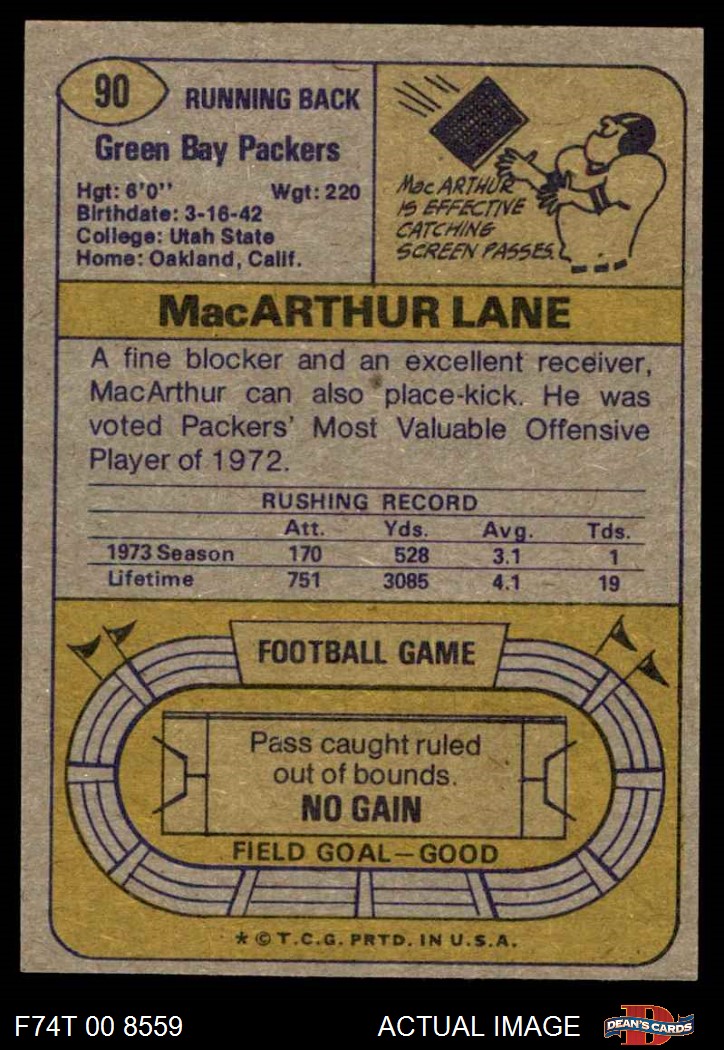 90 RUNNING BACK
Green Bay Packers
Hgt: 6'0" Wgt: 220
Birthdate: 3-16-42
College: Utah State
Home: Oakland, Calif.
MacARTHUR
IS EFFECTIVE
CATCHING
SCREEN PASSES.
MacARTHUR LANE
A fine blocker and an excellent receiver,
MacArthur can also place-kick. He was
voted Packers' Most Valuable Offensive
Player of 1972.
RUSHING RECORD
Att. Yds. Avg. Tds.
1973 Season 170 528 3.1 1
Lifetime 751 3085 4.1 19
FOOTBALL GAME
Pass caught ruled
out of bounds.
NO GAIN
FIELD GOAL—GOOD
* © T.C.G. PRTD. IN U.S.A.
F74T 00 8559 ACTUAL IMAGE D DEAN'S CARDS